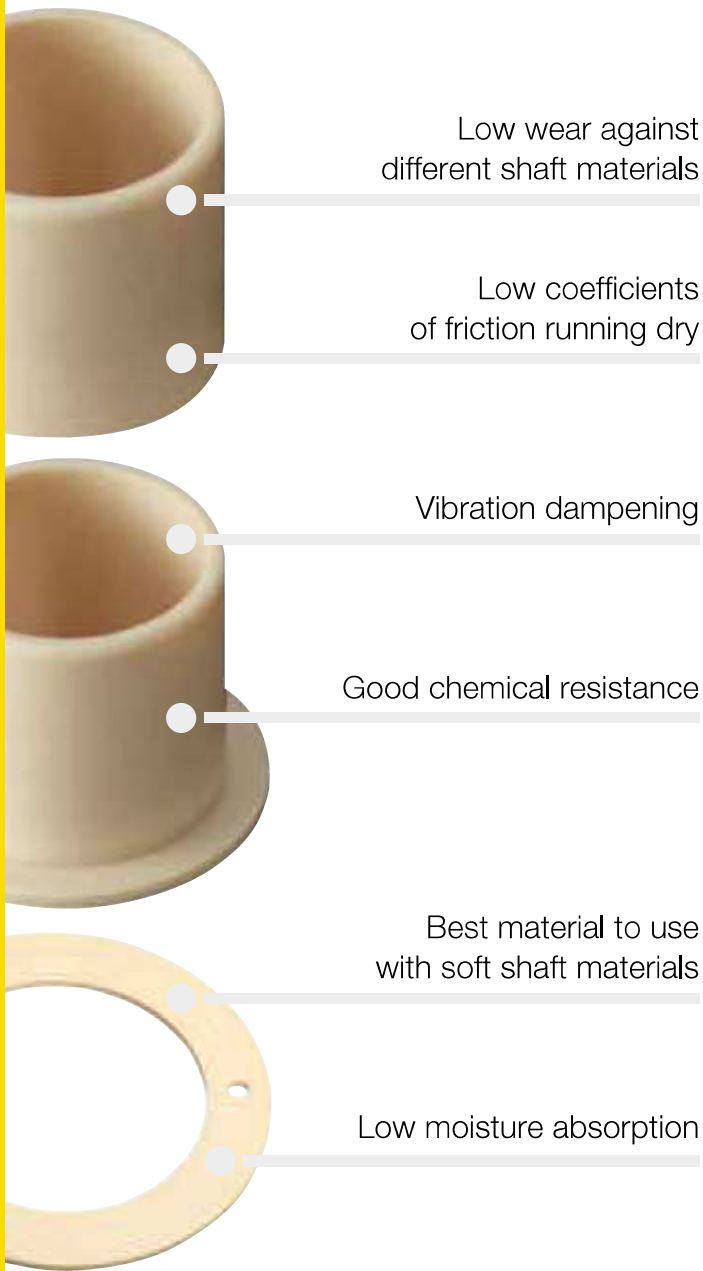 Low wear against
different shaft materials
Low coefficients
of friction running dry
Vibration dampening
Good chemical resistance
Best material to use
with soft shaft materials
Low moisture absorption